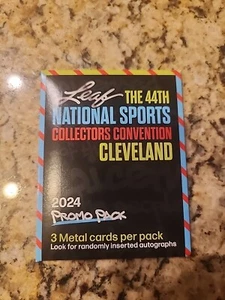 Leaf THE 44TH
NATIONAL SPORTS
COLLECTORS CONVENTION
CLEVELAND
2024
PROMO PACK
3 Metal cards per pack
Look for randomly inserted autographs